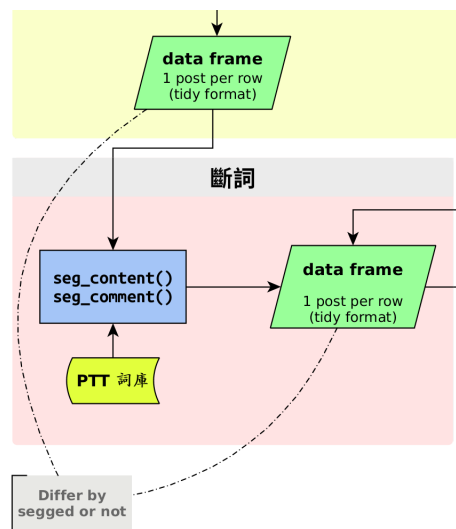 data frame
1 post per row
(tidy format)
斷詞
seg_content()
seg_comment()
data frame
1 post per row
(tidy format)
PTT 詞庫
Differ by
segged or not